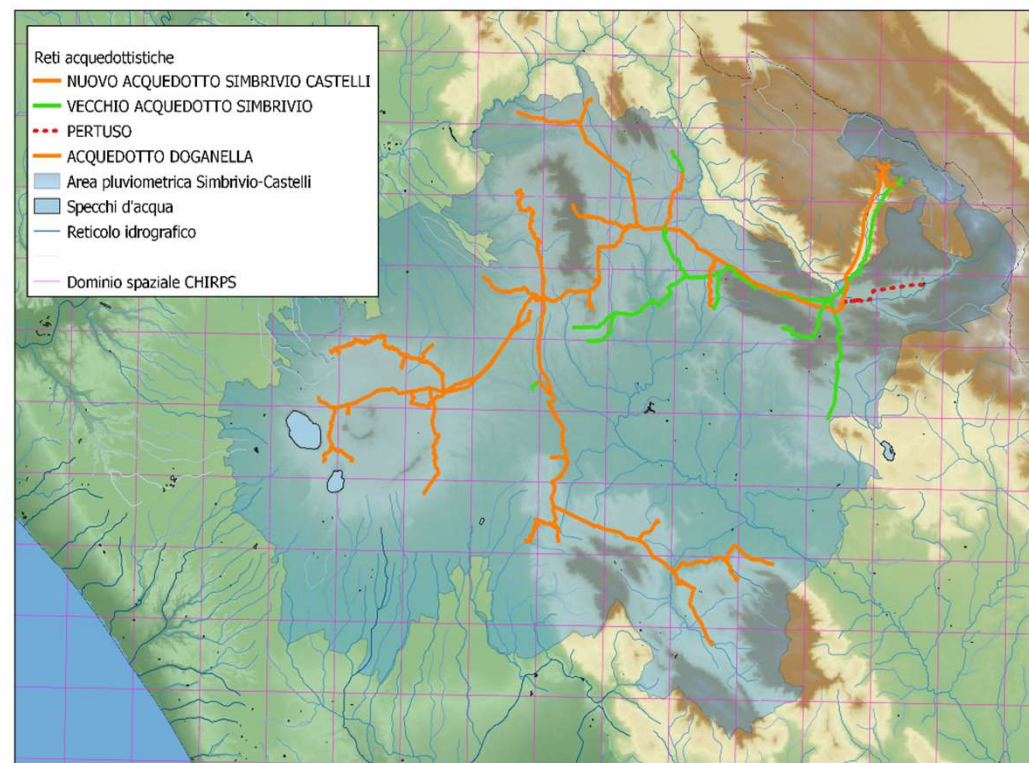 Reti acquedottistiche
NUOVO ACQUEDOTTO SIMBRIVIO CASTELLI
VECCHIO ACQUEDOTTO SIMBRIVIO
PERTUSO
ACQUEDOTTO DOGANELLA
Area pluviometrica Simbrivio-Castelli
Specchi d'acqua
Reticolo idrografico
Dominio spaziale CHIRPS